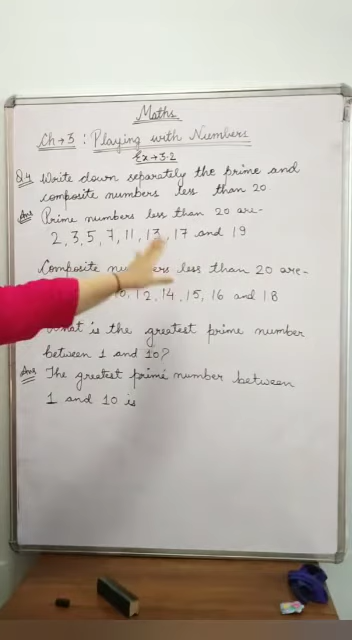 Maths
Ch → 3 : Playing with Numbers
Ex → 3.2
Q.4 Write down separately the prime and
composite numbers less than 20
Ans Prime numbers less than 20 are-
2, 3, 5, 7, 11, 13, 17 and 19
Composite numbers less than 20 are-
12, 14, 15, 16 and 18
What is the greatest prime number
between 1 and 10?
Ans The greatest prime number between
1 and 10 is